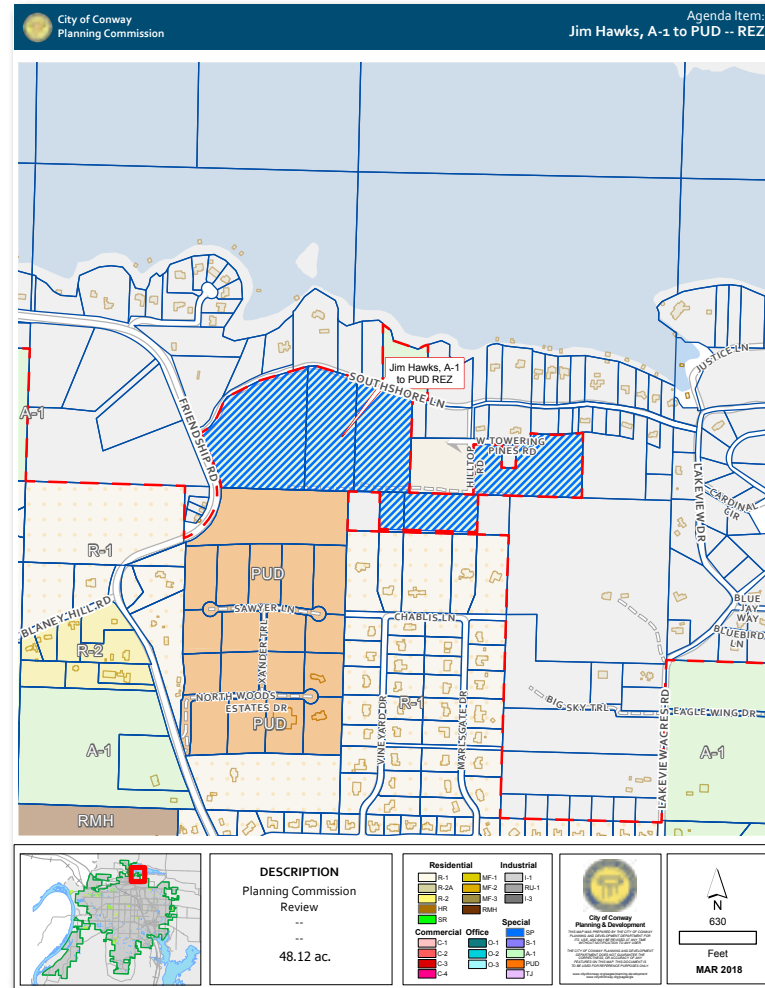 City of Conway
Planning Commission
Agenda Item:
Jim Hawks, A-1 to PUD -- REZ
JUSTICE LN
Jim Hawks, A-1
to PUD REZ
SOUTHSHORE LN
A-1
FRIENDSHIP RD
W TOWERING
PINES RD
HILLTOP
RD
LAKEVIEW DR
CARDINAL
CIR
R-1
PUD
BLANEY HILL RD
SAWYER LN
CHABLIS LN
BLUE
JAY
WAY
BLUEBIRD
LN
R-2
XANDER TRL
NORTH WOODS
ESTATES DR
PUD
VINEYARD DR
R-1
MARLSGATE DR
BIG SKY TRL
EAGLE WING DR
LAKEVIEW ACRES RD
A-1
A-1
RMH
DESCRIPTION
Planning Commission
Review
--
--
48.12 ac.
Residential
R-1
R-2A
R-2
HR
SR
MF-1
MF-2
MF-3
RMH
Industrial
I-1
RU-1
I-3
Commercial
C-1
C-2
C-3
C-4
Office
O-1
O-2
O-3
Special
SP
S-1
A-1
PUD
TJ
City of Conway
Planning & Development
N
630
Feet
MAR 2018